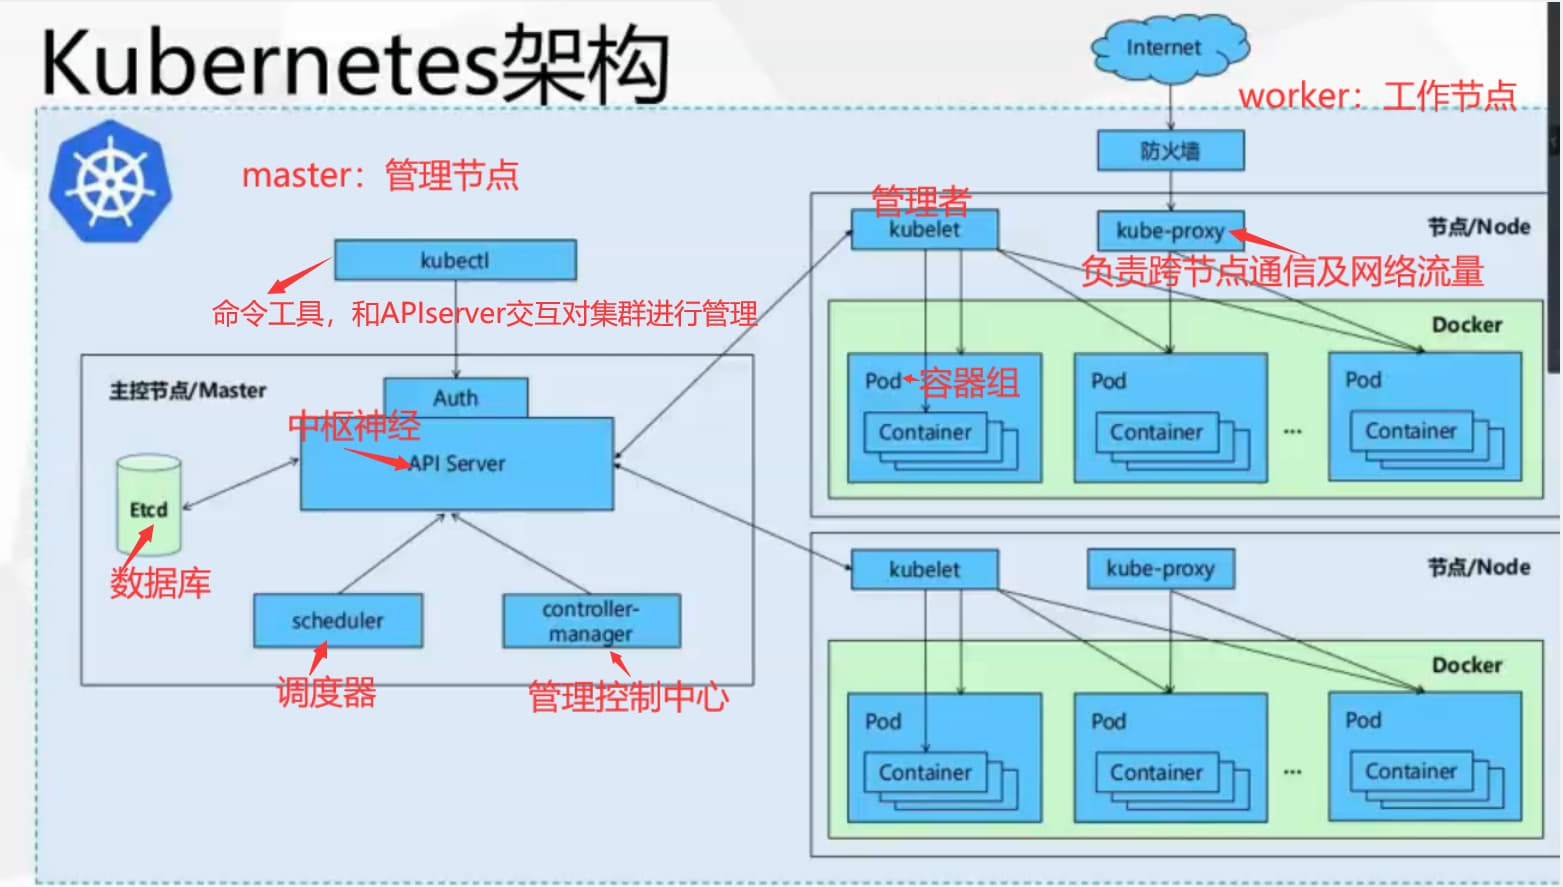 Kubernetes架构
Internet
worker：工作节点
防火墙
master：管理节点
管理者
kubelet
kube-proxy
节点/Node
kubectl
负责跨节点通信及网络流量
命令工具，和APIserver交互对集群进行管理
Docker
主控节点/Master
Auth
中枢神经
API Server
Pod
容器组
Pod
Pod
Container
Container
...
Container
Etcd
数据库
scheduler
controller-
manager
调度器
管理控制中心
kubelet
kube-proxy
节点/Node
Docker
Pod
Pod
Pod
Container
Container
...
Container